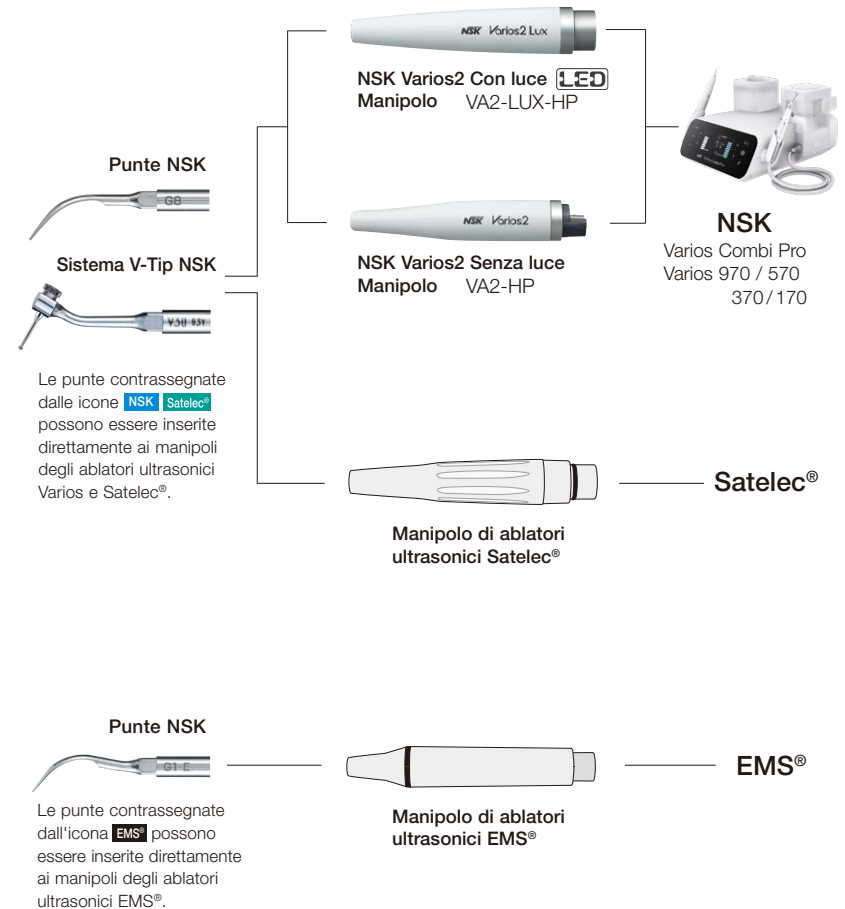 NSK Varios2 Lux
NSK Varios2 Con luce LED
Manipolo VA2-LUX-HP
Punte NSK
G8
Sistema V-Tip NSK
V30 0.5Y
NSK Varios2
NSK Varios2 Senza luce
Manipolo VA2-HP
NSK
Varios Combi Pro
Varios 970 / 570
370/170
Le punte contrassegnate
dalle icone NSK Satelec®
possono essere inserite
direttamente ai manipoli
degli ablatori ultrasonici
Varios e Satelec®.
Satelec®
Manipolo di ablatori
ultrasonici Satelec®
Punte NSK
G1-E
EMS®
Le punte contrassegnate
dall'icona EMS® possono
essere inserite direttamente
ai manipoli degli ablatori
ultrasonici EMS®.
Manipolo di ablatori
ultrasonici EMS®